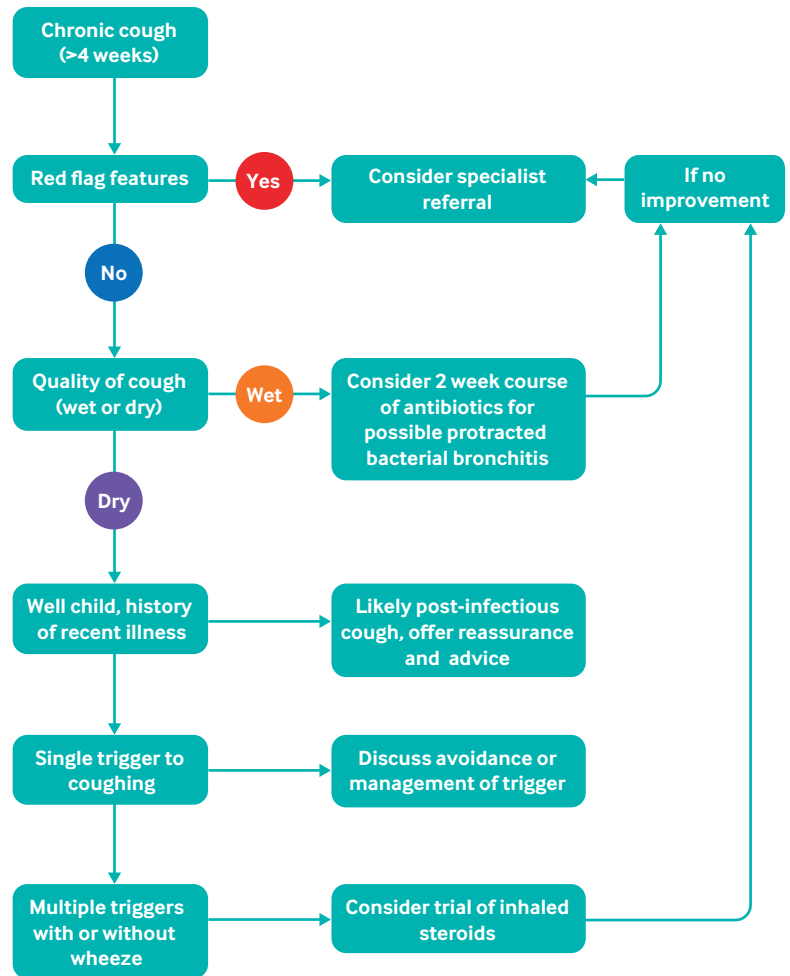 Chronic cough
(>4 weeks)
Red flag features
Yes
Consider specialist
referral
If no
improvement
No
Quality of cough
(wet or dry)
Wet
Consider 2 week course
of antibiotics for
possible protracted
bacterial bronchitis
Dry
Well child, history
of recent illness
Likely post-infectious
cough, offer reassurance
and advice
Single trigger to
coughing
Discuss avoidance or
management of trigger
Multiple triggers
with or without
wheeze
Consider trial of inhaled
steroids